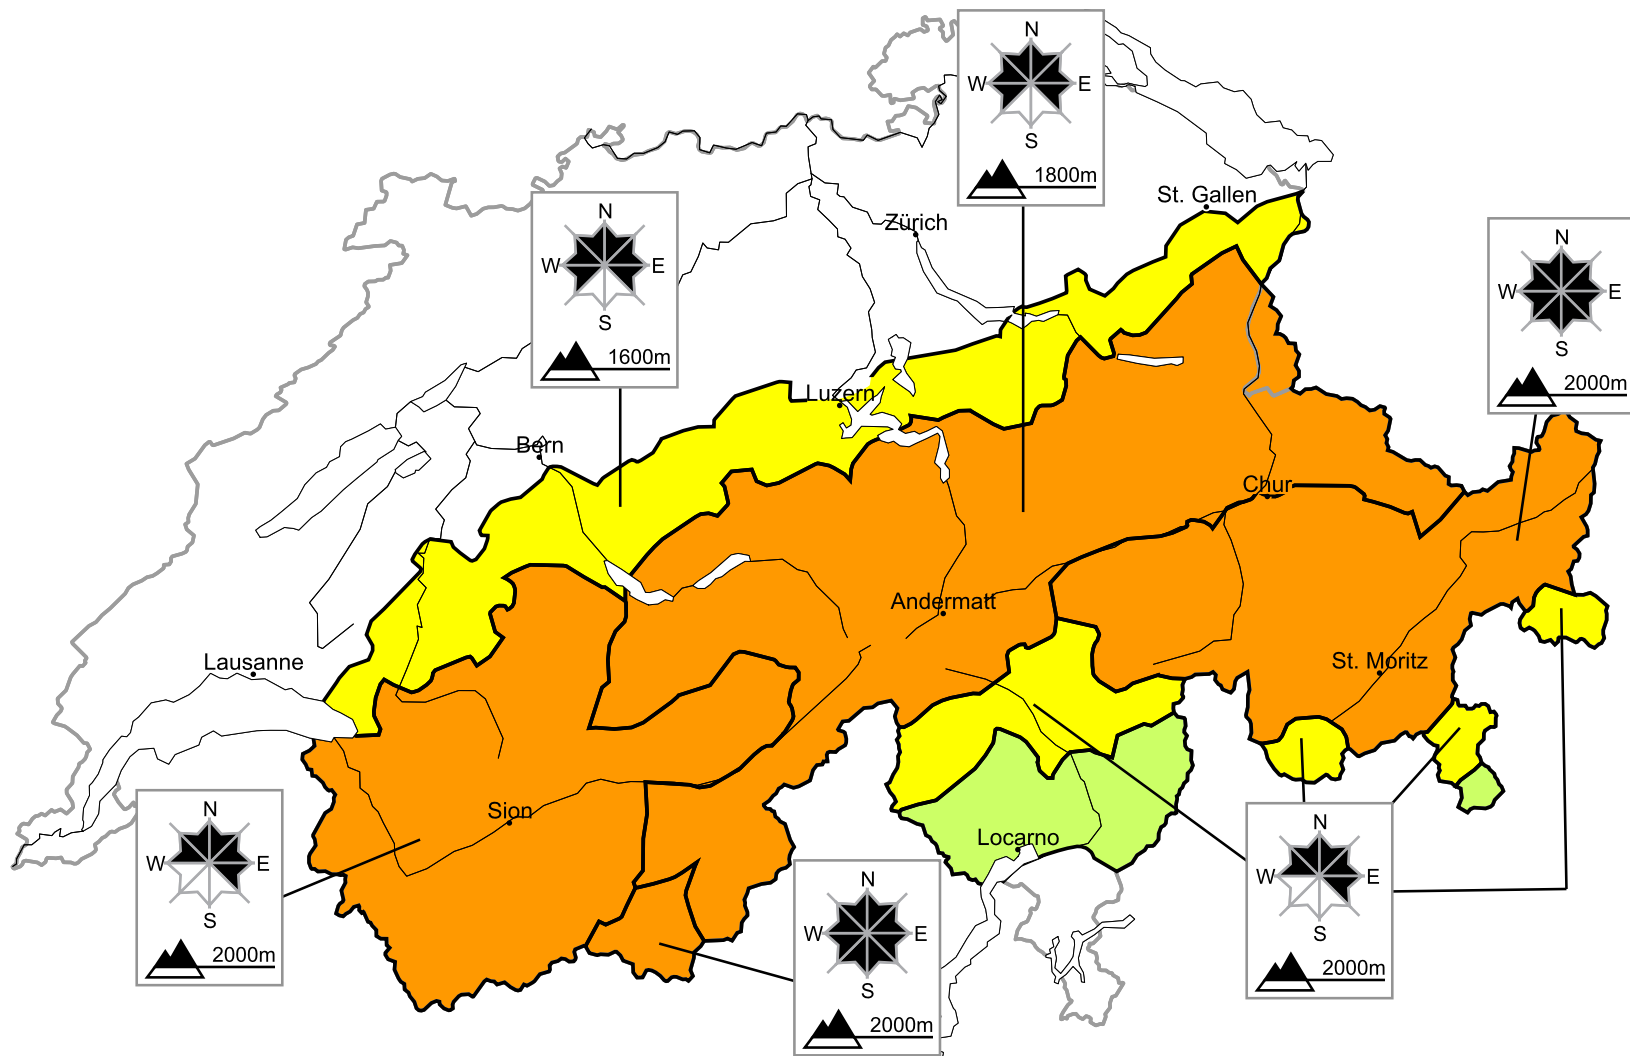 N
W E
S
1800m
St. Gallen
Zürich
N
W E
S
1600m
N
W E
S
2000m
Luzern
Bern
Chur
Andermatt
Lausanne
St. Moritz
Sion
Locarno
N
W E
S
2000m
N
W E
S
2000m
N
W E
S
2000m